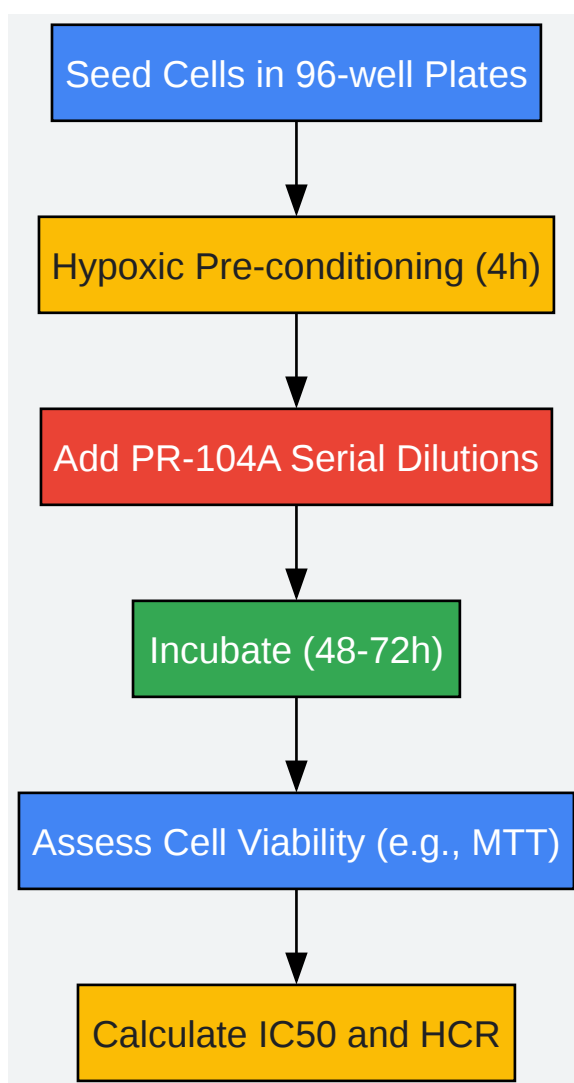 Seed Cells in 96-well Plates
Hypoxic Pre-conditioning (4h)
Add PR-104A Serial Dilutions
Incubate (48-72h)
Assess Cell Viability (e.g., MTT)
Calculate IC50 and HCR